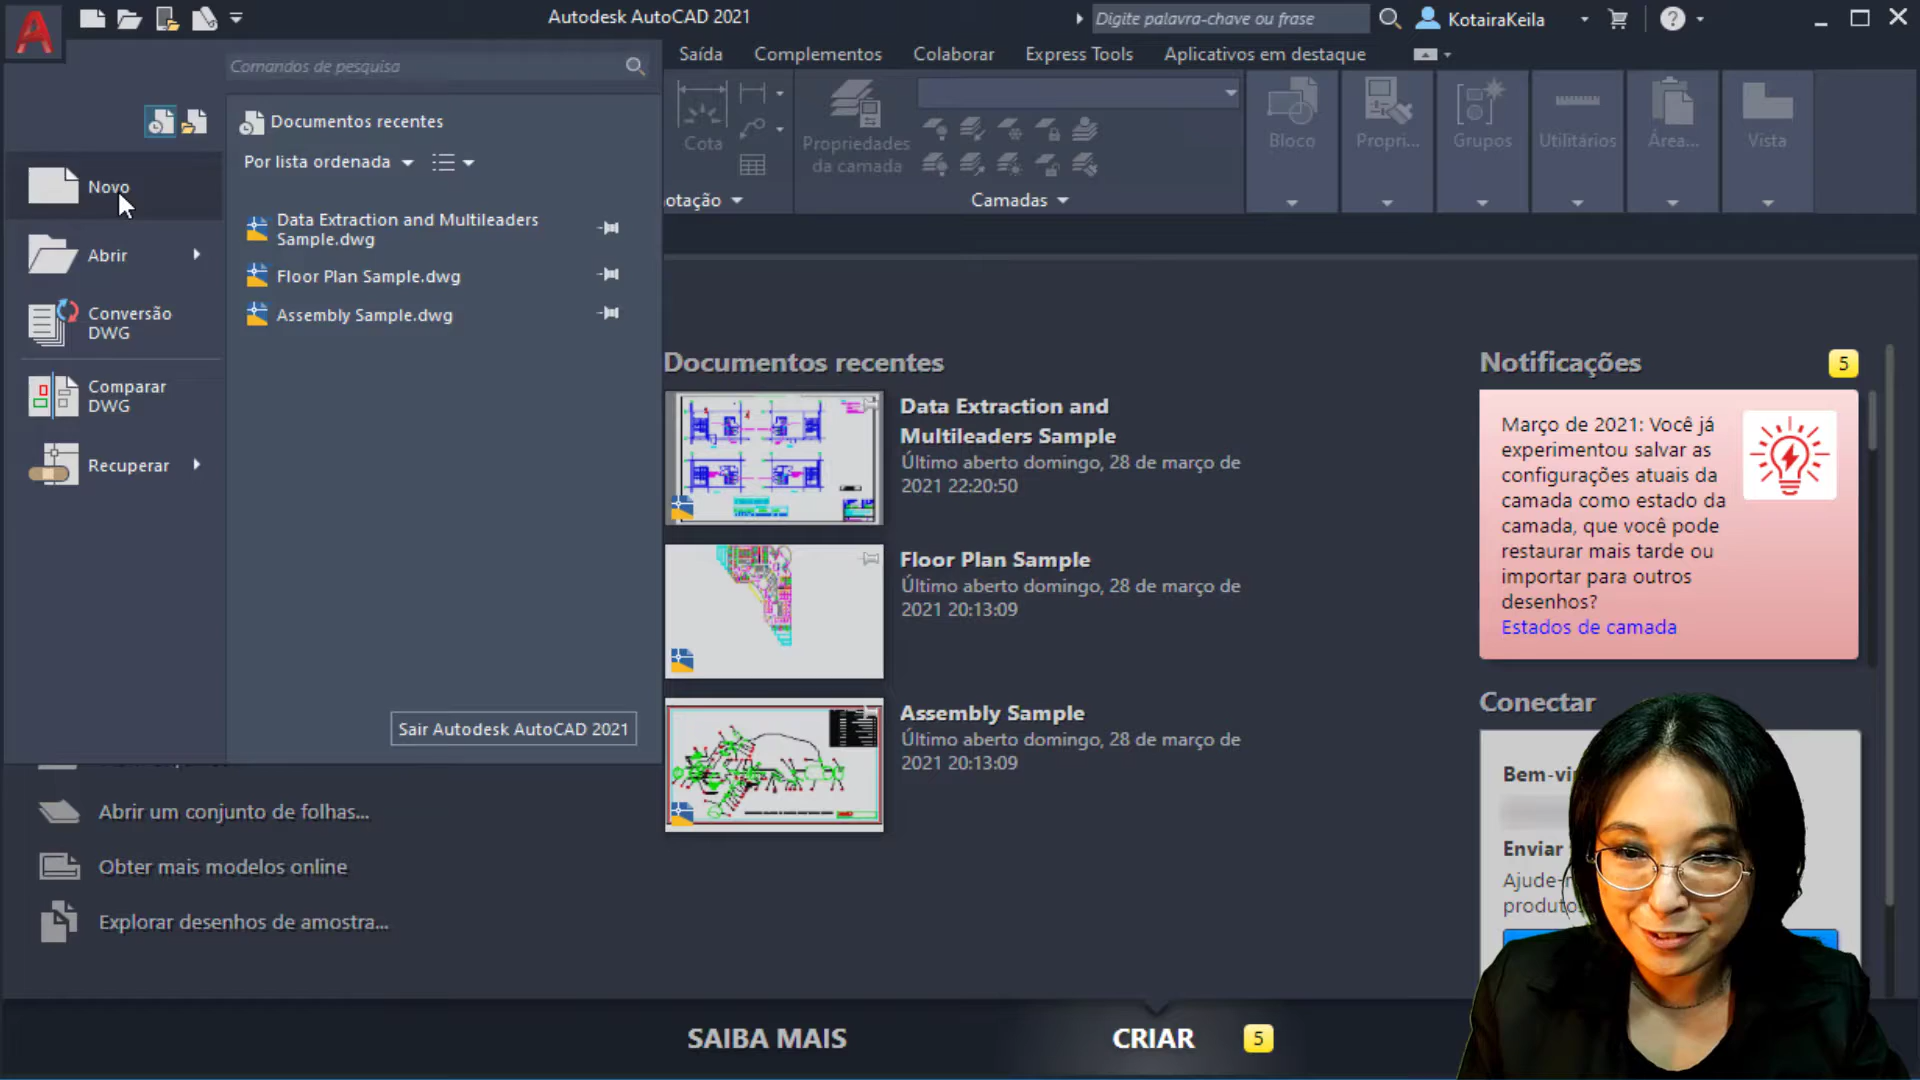 Autodesk AutoCAD 2021
Digite palavra-chave ou frase
KotairaKeila
Comandos de pesquisa
Saída
Complementos
Colaborar
Express Tools
Aplicativos em destaque
Documentos recentes
Por lista ordenada
Novo
Abrir
Conversão
DWG
Comparar
DWG
Recuperar
Data Extraction and Multileaders
Sample.dwg
Floor Plan Sample.dwg
Assembly Sample.dwg
Sair Autodesk AutoCAD 2021
Cota
Propriedades
da camada
otação
Camadas
Bloco
Propri...
Grupos
Utilitários
Área...
Vista
Documentos recentes
Data Extraction and
Multileaders Sample
Último aberto domingo, 28 de março de
2021 22:20:50
Floor Plan Sample
Último aberto domingo, 28 de março de
2021 20:13:09
Assembly Sample
Último aberto domingo, 28 de março de
2021 20:13:09
Notificações
5
Março de 2021: Você já
experimentou salvar as
configurações atuais da
camada como estado da
camada, que você pode
restaurar mais tarde ou
importar para outros
desenhos?
Estados de camada
Conectar
Bem-vi
Enviar
Ajude-
produto
Abrir um conjunto de folhas...
Obter mais modelos online
Explorar desenhos de amostra...
SAIBA MAIS
CRIAR
5